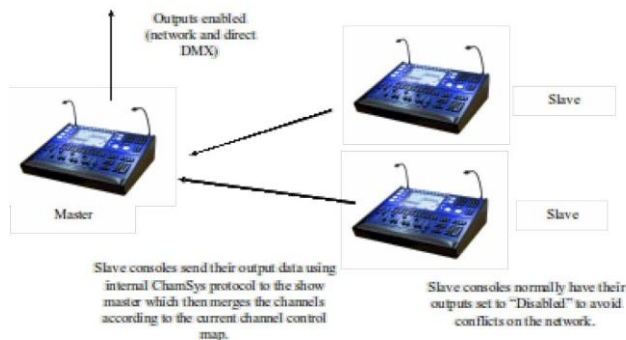 Outputs enabled
(network and direct
DMX)
Slave
Master
Slave
Slave consoles send their output data using
internal ChamSys protocol to the show
master which then merges the channels
according to the current channel control
map.
Slave consoles normally have their
outputs set to “Disabled” to avoid
conflicts on the network.